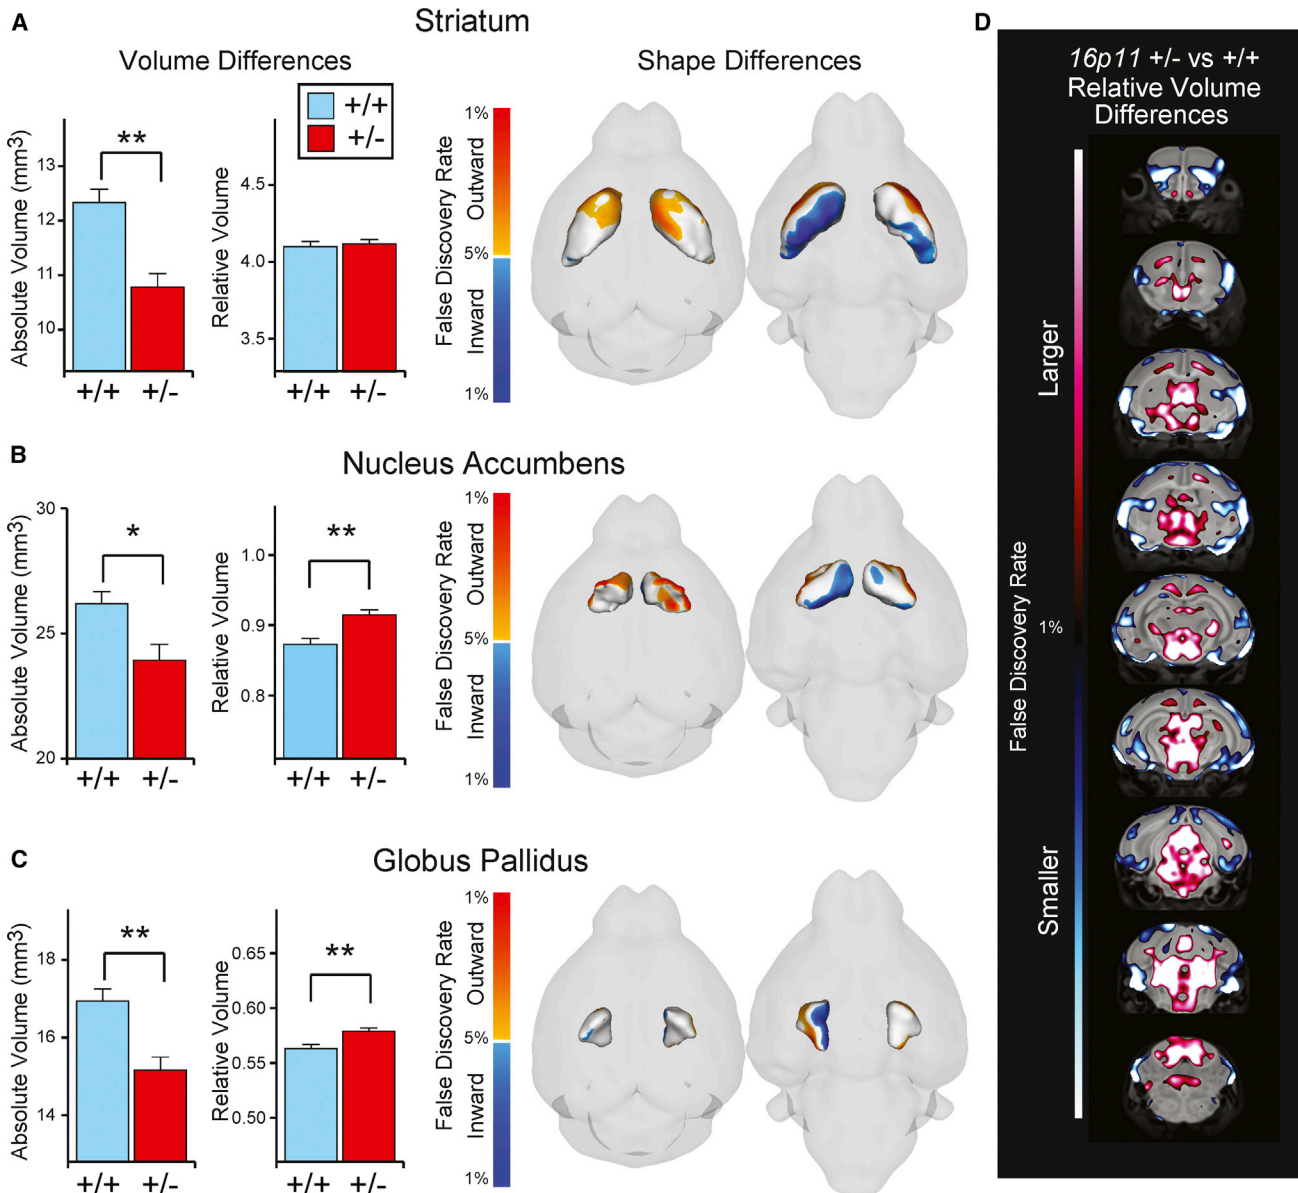 A
Striatum
Volume Differences
Shape Differences
+/+
+/-
Absolute Volume (mm3)
13
12
11
10
**
+/+
+/-
Relative Volume
4.5
4.0
3.5
+/+
+/-
False Discovery Rate
Inward
Outward
1%
5%
1%
B
Nucleus Accumbens
Absolute Volume (mm3)
30
25
20
*
+/+
+/-
Relative Volume
1.0
0.9
0.8
**
+/+
+/-
False Discovery Rate
Inward
Outward
1%
5%
1%
C
Globus Pallidus
Absolute Volume (mm3)
18
16
14
**
+/+
+/-
Relative Volume
0.65
0.60
0.55
0.50
**
+/+
+/-
False Discovery Rate
Inward
Outward
1%
5%
1%
D
16p11 +/- vs +/+
Relative Volume
Differences
Larger
False Discovery Rate
1%
Smaller